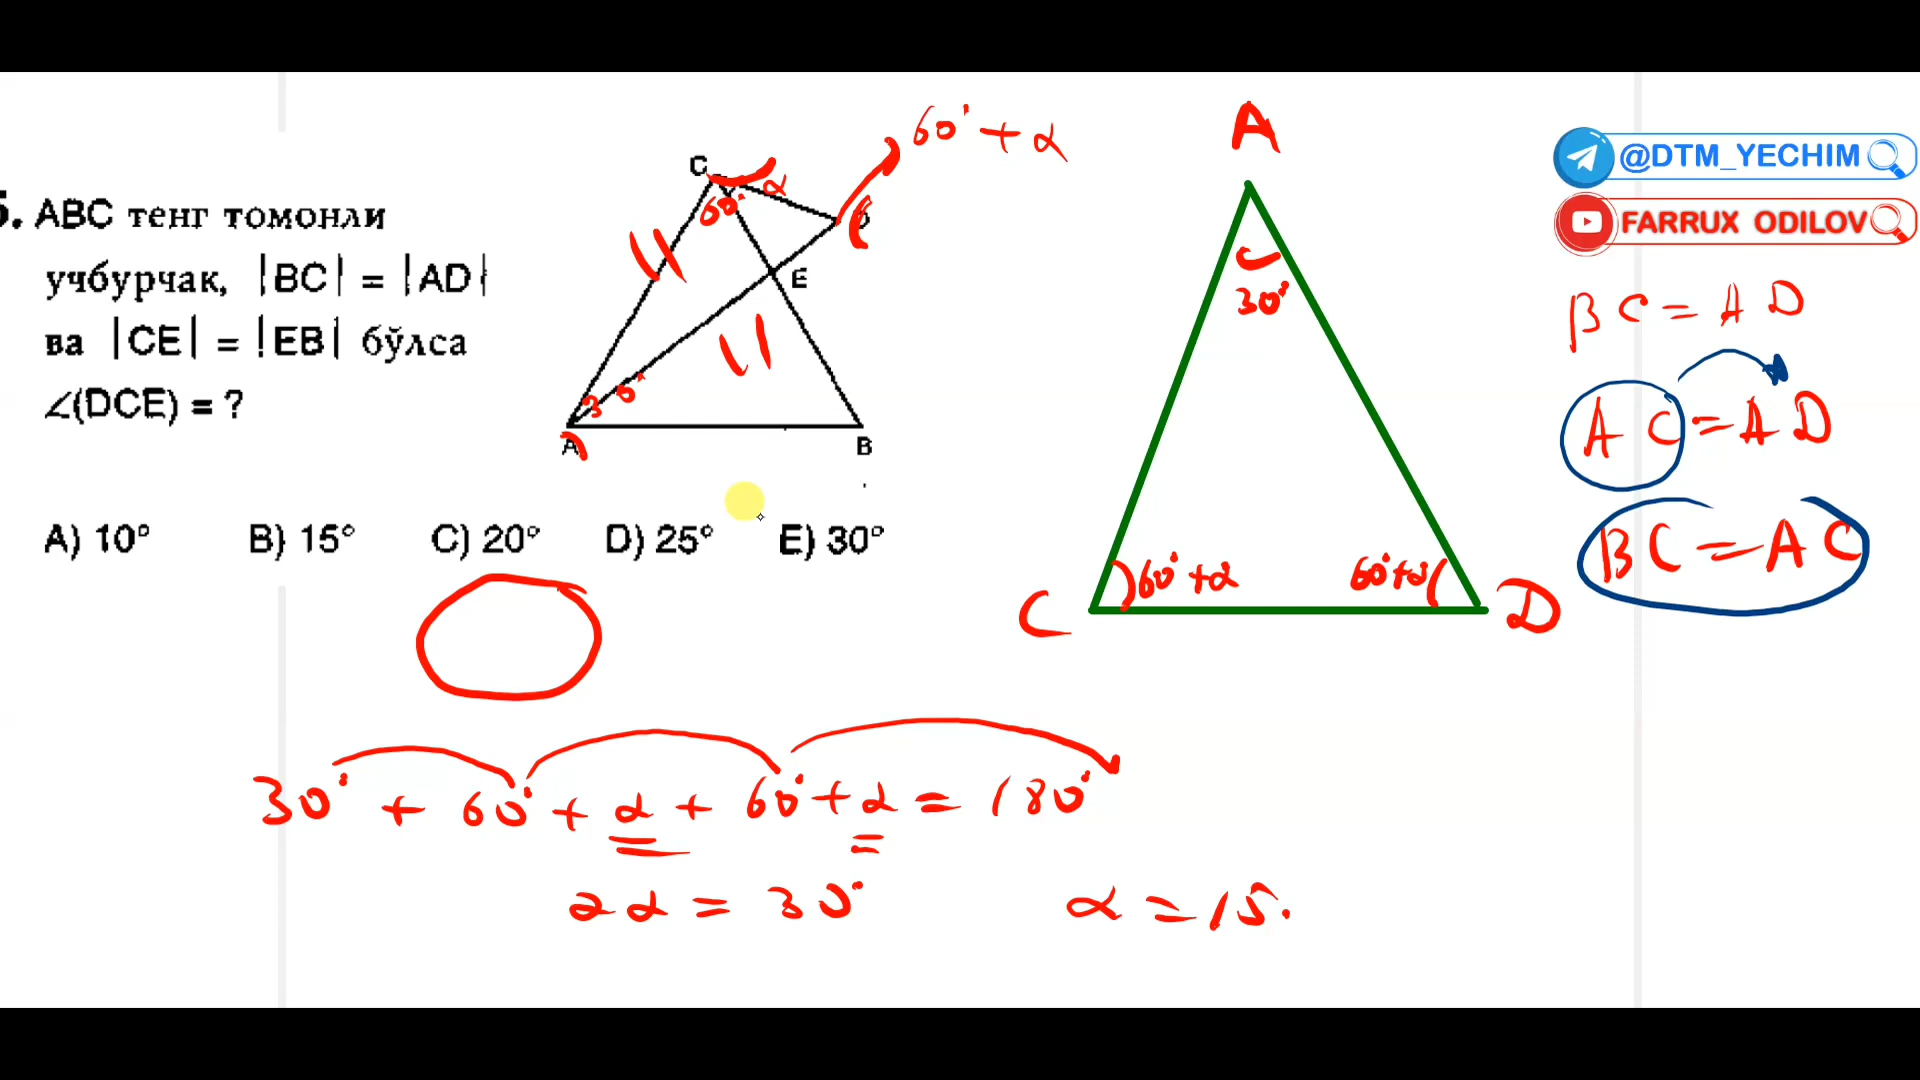 5. ABC тенг томонли
учбурчак, |BC| = |AD|
ва |CE| = |EB| бўлса
∠(DCE) = ?
A) 10° B) 15° C) 20° D) 25° E) 30°
C
60°
α
60° + α
E
30°
A
B
A
30°
60° + α
60° + α
C
D
@DTM_YECHIM
FARRUX ODILOV
BC = AD
AC = AD
BC = AC
30° + 60° + α + 60° + α = 180°
2α = 30°
α = 15.